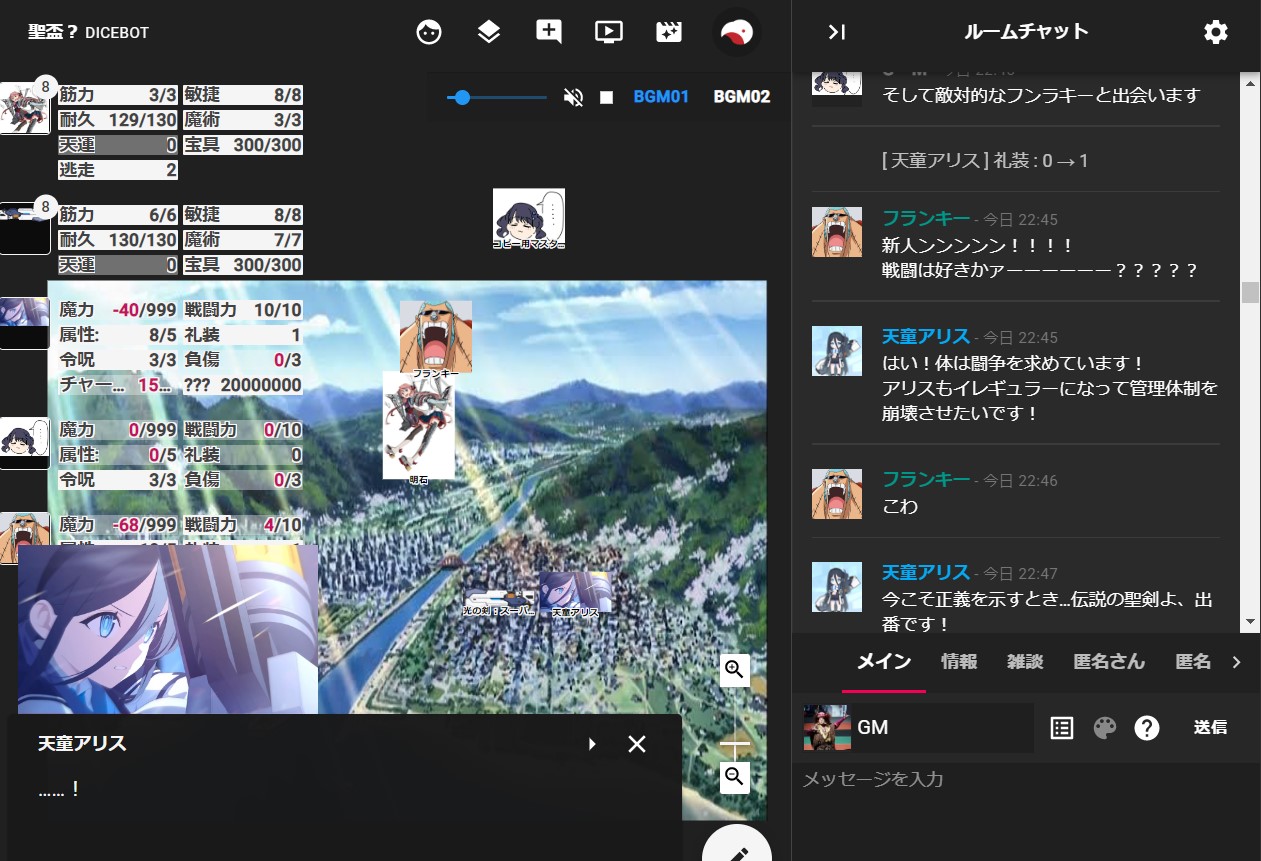 聖盃？ DICEBOT
8
筋力 3/3 敏捷 8/8
耐久 129/130 魔術 3/3
天運 0 宝具 300/300
逃走 2
8
筋力 6/6 敏捷 8/8
耐久 130/130 魔術 7/7
天運 0 宝具 300/300
魔力 -40/999 戦闘力 10/10
属性: 8/5 礼装 1
令呪 3/3 負傷 0/3
チャー... 15... ??? 20000000
魔力 0/999 戦闘力 0/10
属性: 0/5 礼装 0
令呪 3/3 負傷 0/3
魔力 -68/999 戦闘力 4/10
BGM01 BGM02
コピー用マスタ...
フランキー
明石
光の剣：スーパ...
天童アリス
天童アリス
…… ！
ルームチャット
そして敵対的なフンラキーと出会います
[ 天童アリス ] 礼装 : 0 → 1
フランキー - 今日 22:45
新人ンンンンン！！！！
戦闘は好きかァーーーーーー？？？？？
天童アリス - 今日 22:45
はい！体は闘争を求めています！
アリスもイレギュラーになって管理体制を
崩壊させたいです！
フランキー - 今日 22:46
こわ
天童アリス - 今日 22:47
今こそ正義を示すとき…伝説の聖剣よ、出
番です！
メイン 情報 雑談 匿名さん 匿名
GM
送信
メッセージを入力